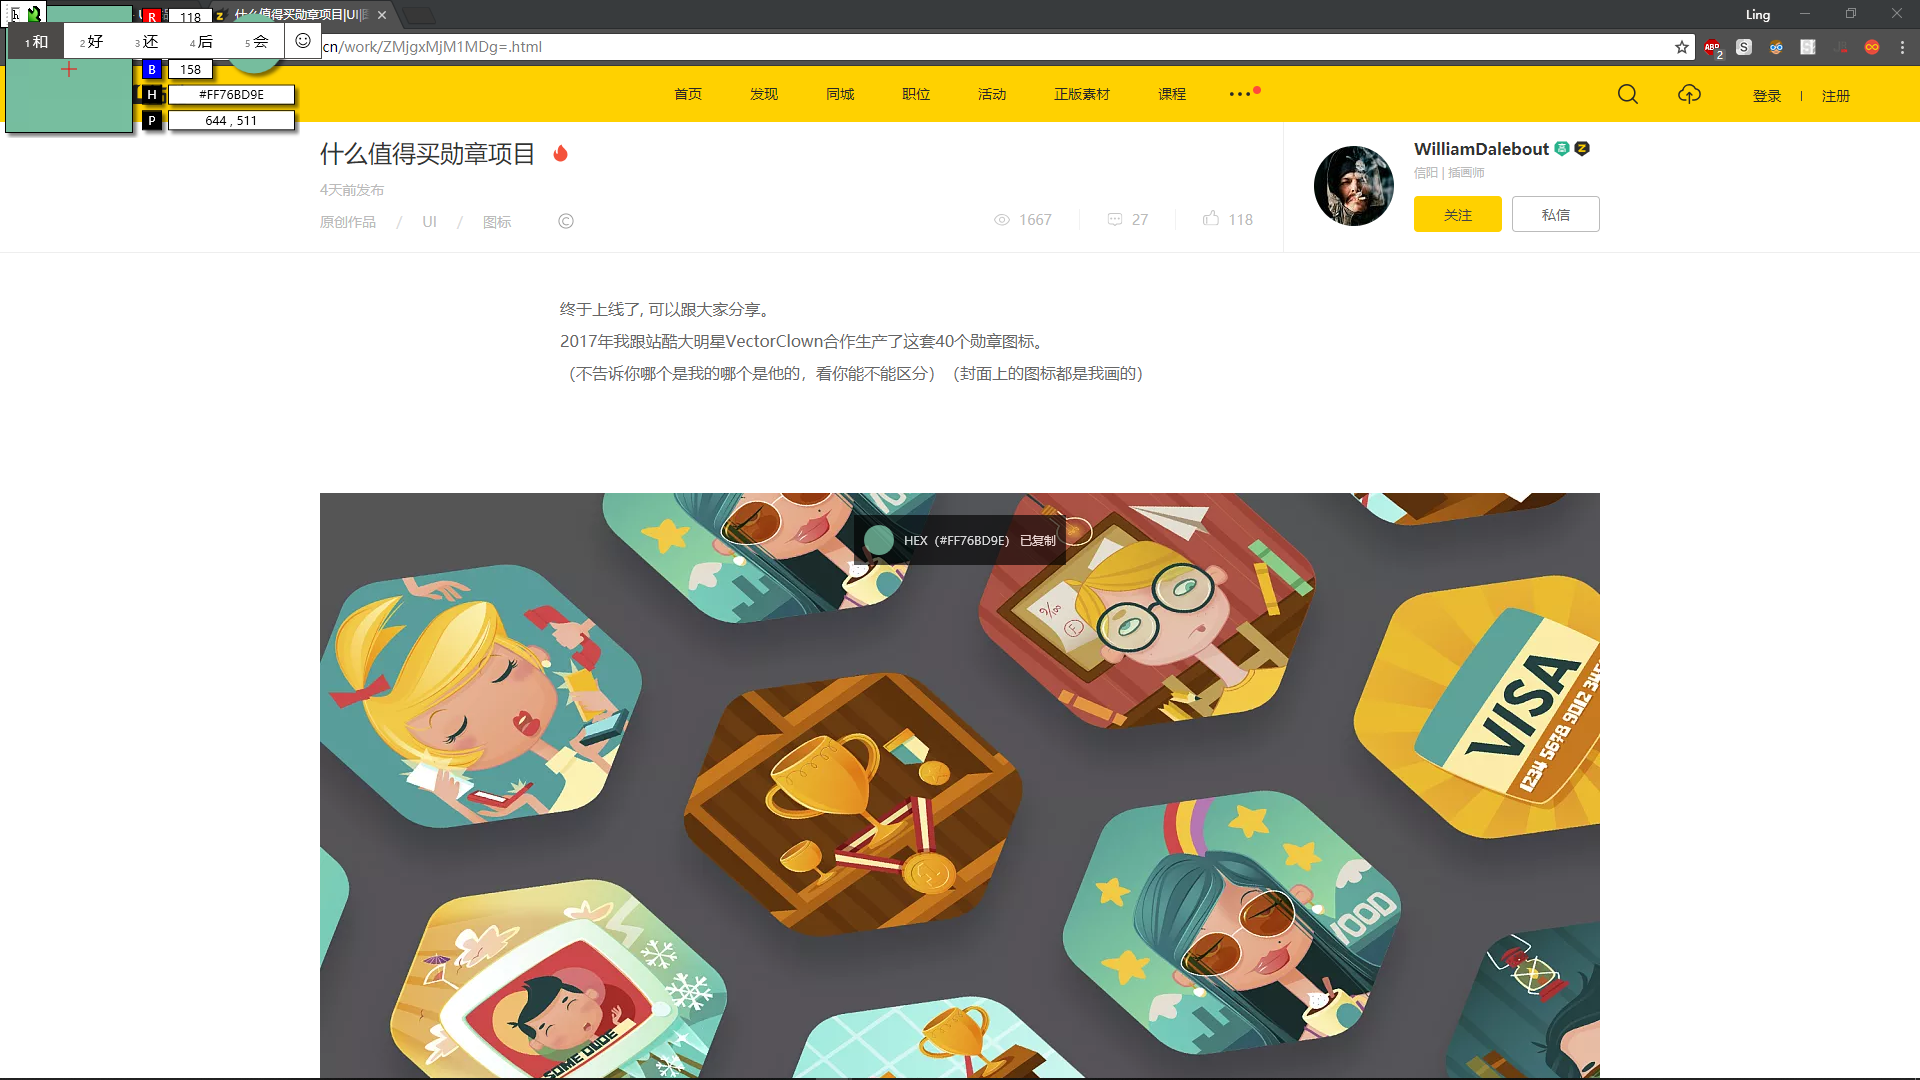 什么值得买勋章项目|UI|图
Ling
R 118
1 和 2 好 3 还 4 后 5 会
cn/work/ZMjgxMjM1MDg=.html
B 158
H #FF76BD9E
P 644 , 511
首页 发现 同城 职位 活动 正版素材 课程 登录 注册
什么值得买勋章项目
4天前发布
原创作品 / UI / 图标
1667 27 118
WilliamDalebout
信阳 | 插画师
关注 私信
终于上线了, 可以跟大家分享。
2017年我跟站酷大明星VectorClown合作生产了这套40个勋章图标。
（不告诉你哪个是我的哪个是他的，看你能不能区分）（封面上的图标都是我画的）
HEX（#FF76BD9E） 已复制
VISA
1234 5678 9012 345
WOOD
SOME DUDE